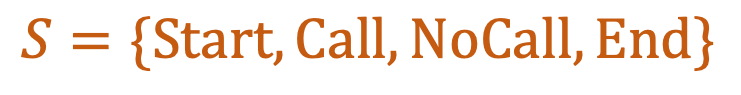 S = {Start, Call, NoCall, End}